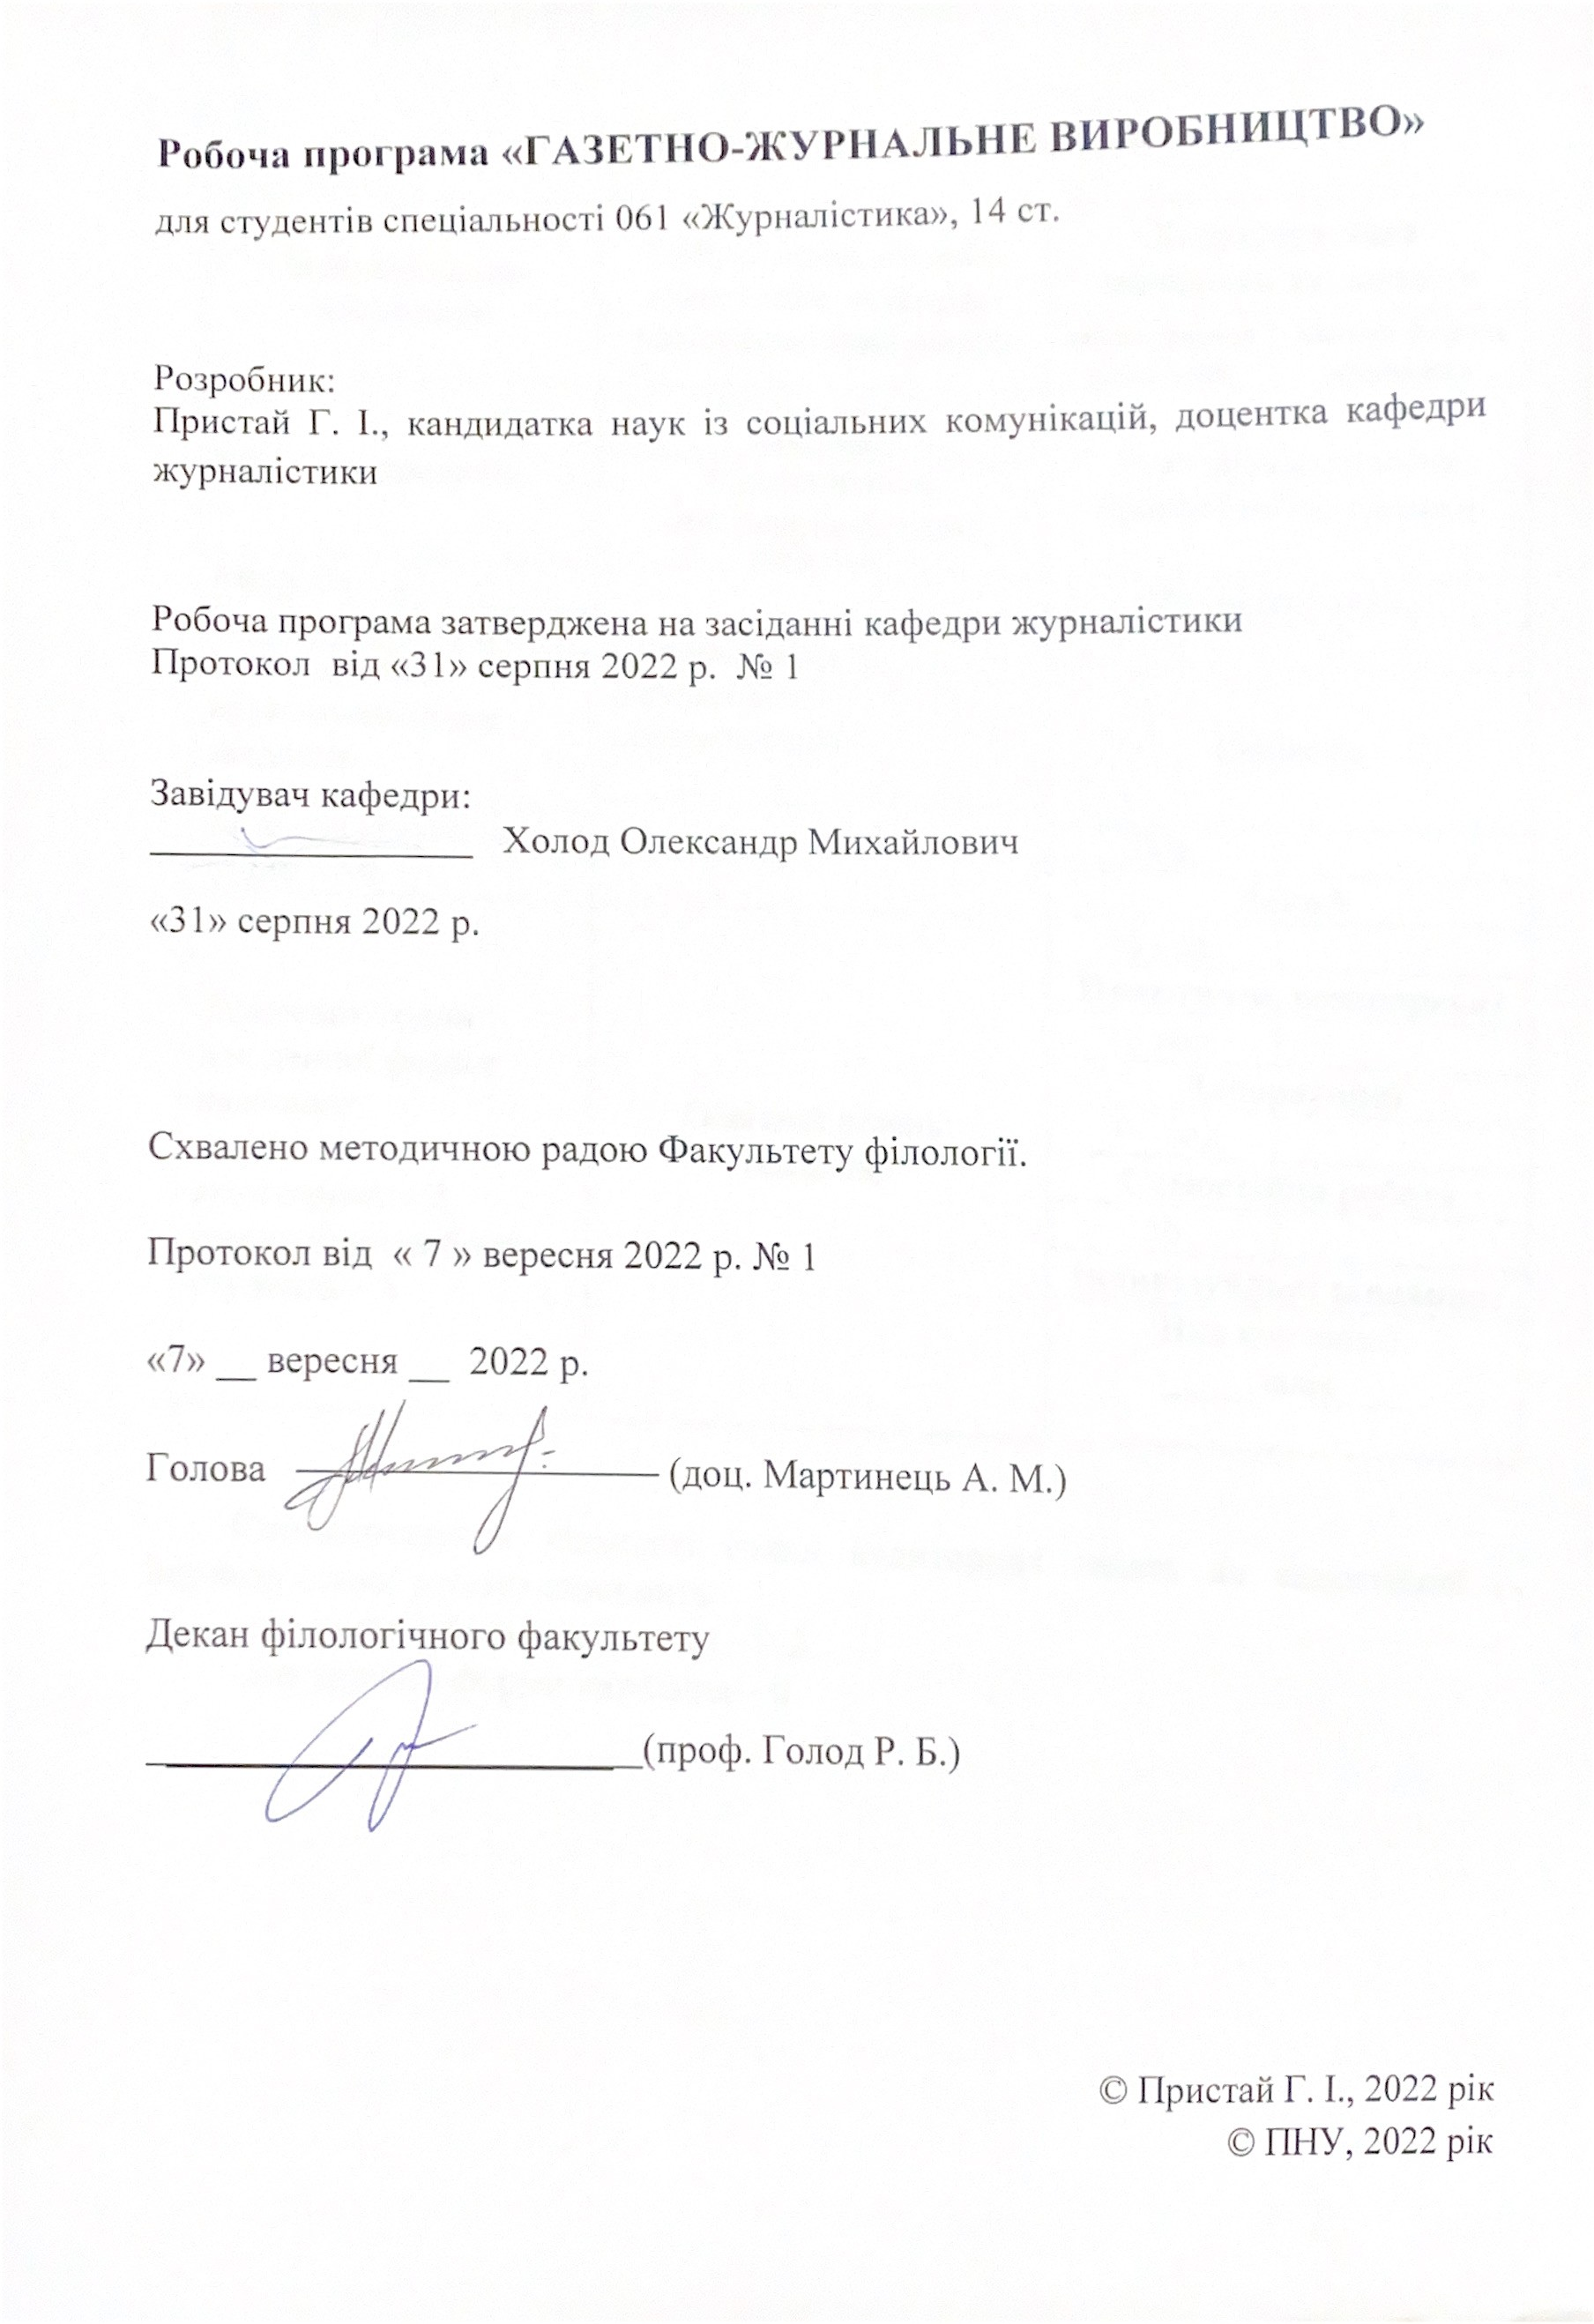 Робоча програма «ГАЗЕТНО-ЖУРНАЛЬНЕ ВИРОБНИЦТВО»
для студентів спеціальності 061 «Журналістика», 14 ст.
Розробник:
Пристай Г. І., кандидатка наук із соціальних комунікацій, доцентка кафедри
журналістики
Робоча програма затверджена на засіданні кафедри журналістики
Протокол від «31» серпня 2022 р. № 1
Завідувач кафедри:
Холод Олександр Михайлович
«31» серпня 2022 р.
Схвалено методичною радою Факультету філології.
Протокол від « 7 » вересня 2022 р. № 1
«7» __ вересня __ 2022 р.
Голова (доц. Мартинець А. М.)
Декан філологічного факультету
(проф. Голод Р. Б.)
© Пристай Г. І., 2022 рік
© ПНУ, 2022 рік